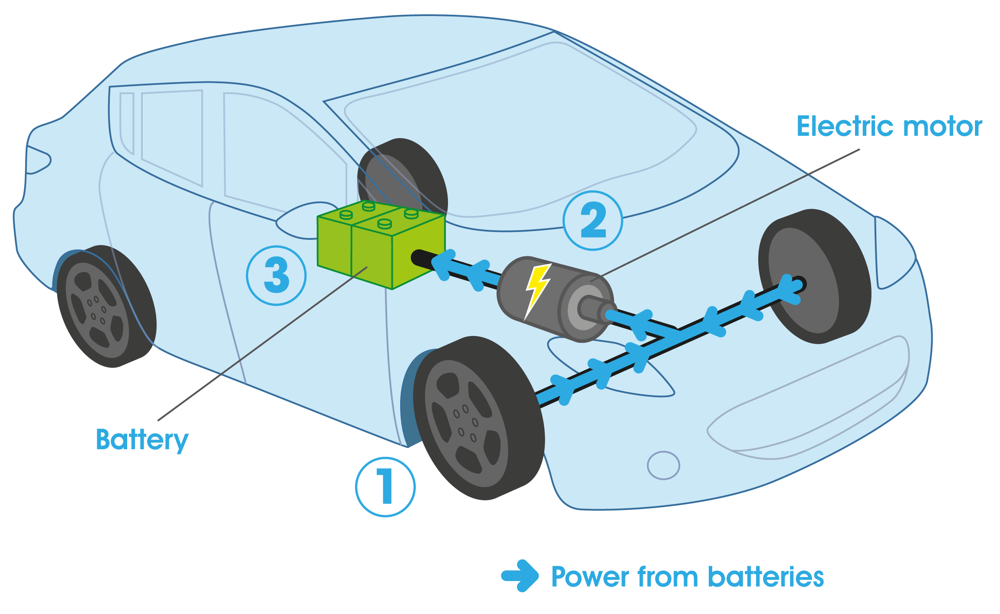 Electric motor
2
3
Battery
1
Power from batteries